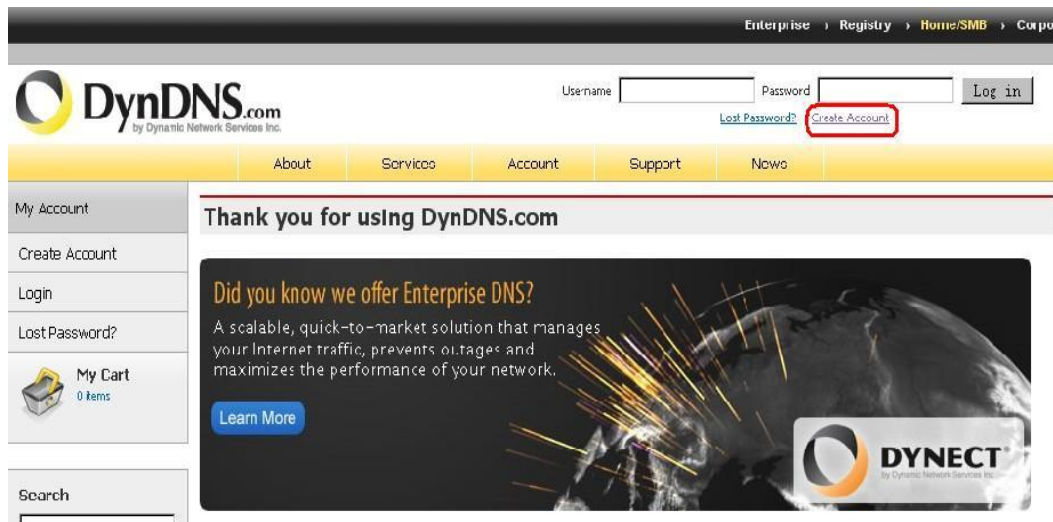 Enterprise › Registry › Home/SMB › Corpo
DynDNS.com
by Dynamic Network Services Inc.
Username
Password
Log in
Lost Password?
Create Account
About Services Account Support News
My Account
Create Account
Login
Lost Password?
My Cart
0 items
Search
Thank you for using DynDNS.com
Did you know we offer Enterprise DNS?
A scalable, quick-to-market solution that manages
your Internet traffic, prevents outages and
maximizes the performance of your network.
Learn More
DYNECT
by Dynamic Network Services Inc.